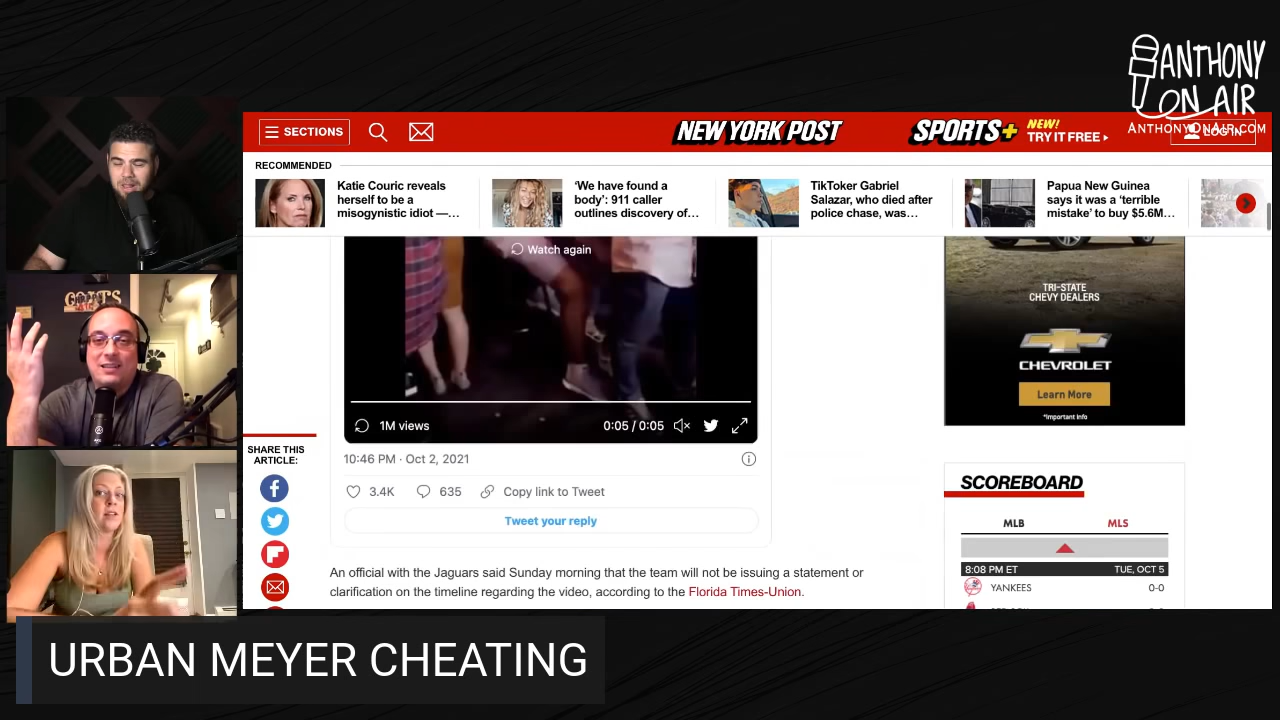 ANTHONY
ON AIR
ANTHONYONAIR.COM
SECTIONS
NEW YORK POST
SPORTS+
NEW!
TRY IT FREE
LOG IN
RECOMMENDED
Katie Couric reveals
herself to be a
misogynistic idiot —…
‘We have found a
body’: 911 caller
outlines discovery of…
TikToker Gabriel
Salazar, who died after
police chase, was…
Papua New Guinea
says it was a ‘terrible
mistake’ to buy $5.6M…
Watch again
1M views
0:05 / 0:05
10:46 PM · Oct 2, 2021
3.4K
635
Copy link to Tweet
Tweet your reply
SHARE THIS
ARTICLE:
An official with the Jaguars said Sunday morning that the team will not be issuing a statement or
clarification on the timeline regarding the video, according to the Florida Times-Union.
TRI-STATE
CHEVY DEALERS
CHEVROLET
Learn More
*Important Info
SCOREBOARD
MLB
MLS
8:08 PM ET
TUE, OCT 5
YANKEES
0-0
URBAN MEYER CHEATING